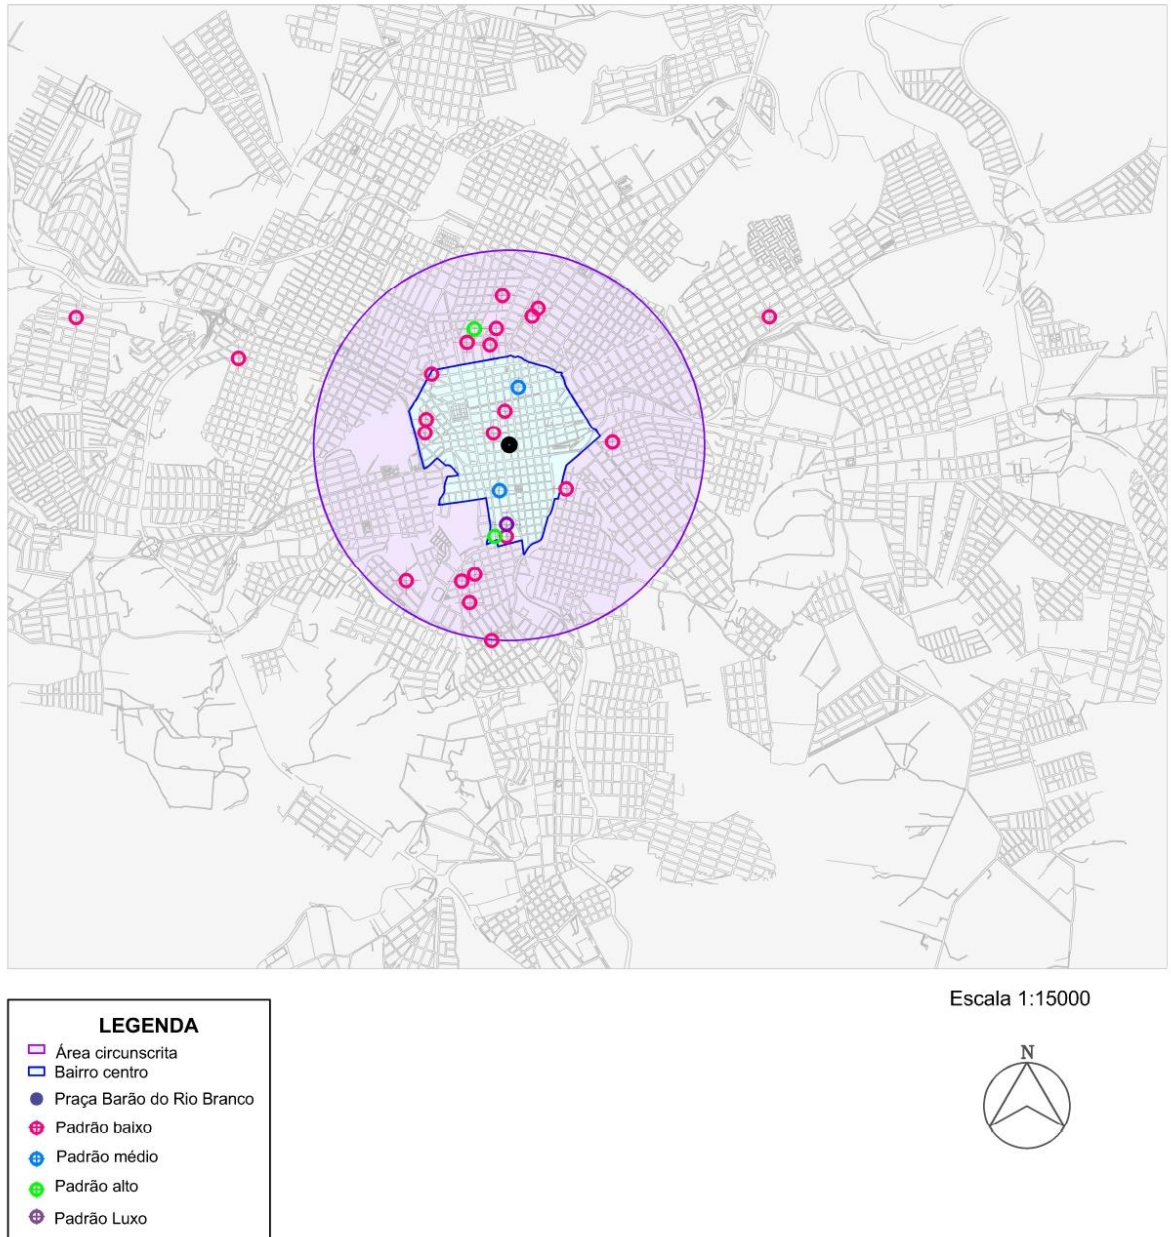 Escala 1:15000
N
LEGENDA
Área circunscrita
Bairro centro
Praça Barão do Rio Branco
Padrão baixo
Padrão médio
Padrão alto
Padrão Luxo